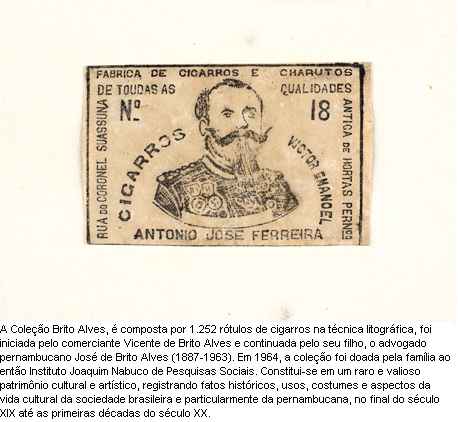 FABRICA DE CIGARROS E CHARUTOS
DE TOUDAS AS QUALIDADES
Nº 18
RUA DO CORONEL SUASSUNA
CIGARROS
VICTOR EMANOEL
ANTIGA DE HORTAS PERNCO
ANTONIO JOSE FERREIRA
A Coleção Brito Alves, é composta por 1.252 rótulos de cigarros na técnica litográfica, foi
iniciada pelo comerciante Vicente de Brito Alves e continuada pelo seu filho, o advogado
pernambucano José de Brito Alves (1887-1963). Em 1964, a coleção foi doada pela família ao
então Instituto Joaquim Nabuco de Pesquisas Sociais. Constitui-se em um raro e valioso
patrimônio cultural e artístico, registrando fatos históricos, usos, costumes e aspectos da
vida cultural da sociedade brasileira e particularmente da pernambucana, no final do século
XIX até as primeiras décadas do século XX.